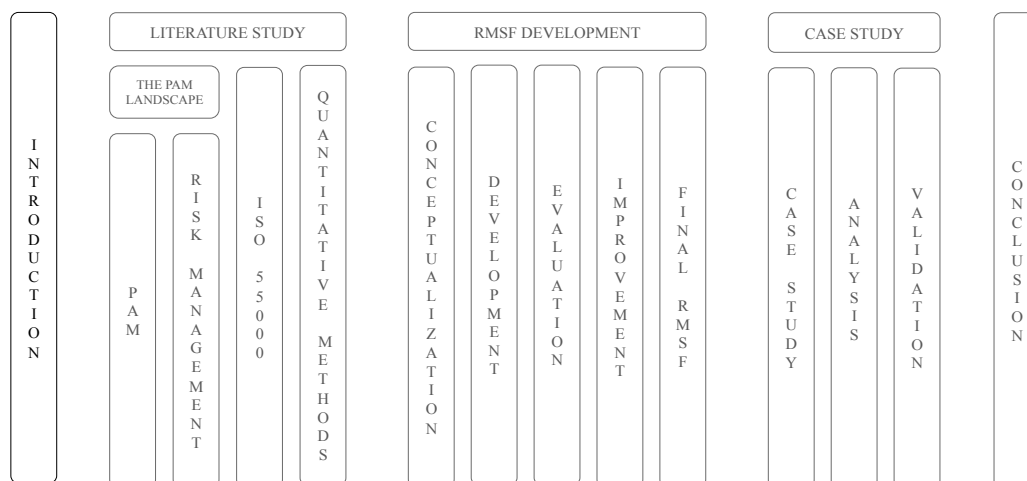 INTRODUCTION
LITERATURE STUDY
THE PAM
LANDSCAPE
PAM
RISK MANAGEMENT
ISO 55000
QUANTITATIVE METHODS
RMSF DEVELOPMENT
CONCEPTUALIZATION
DEVELOPMENT
EVALUATION
IMPROVEMENT
FINAL RMSF
CASE STUDY
CASE STUDY
ANALYSIS
VALIDATION
CONCLUSION